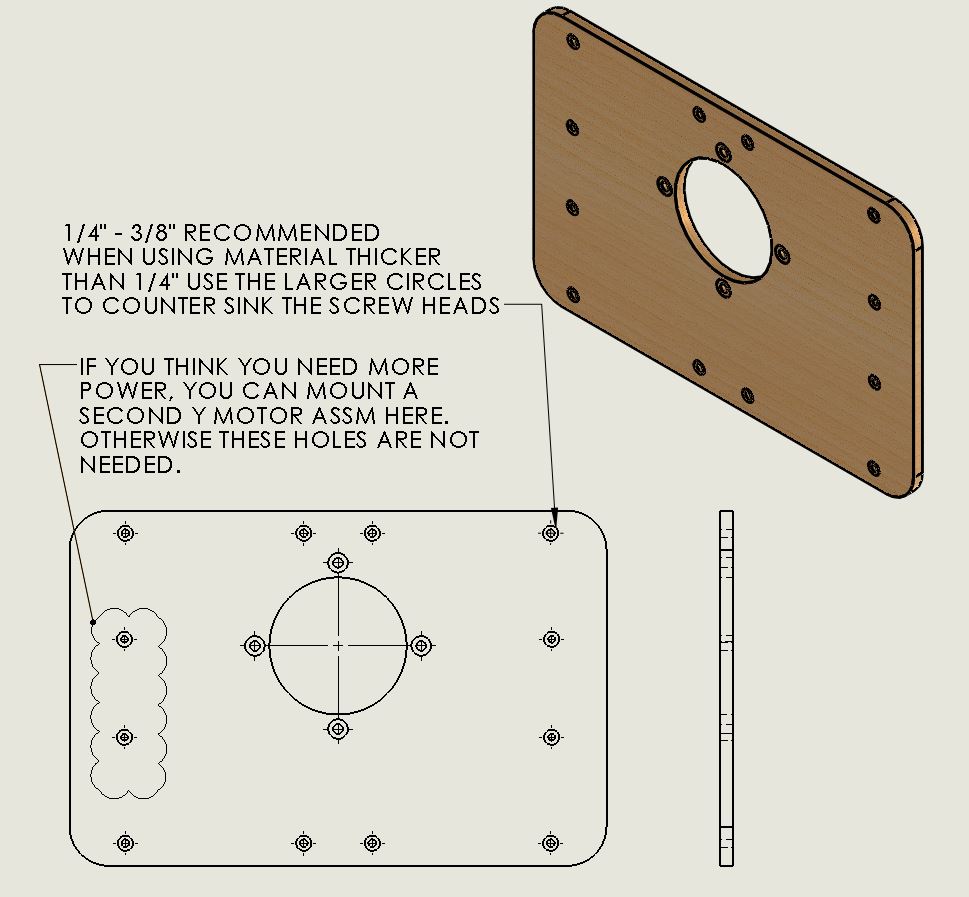 1/4" - 3/8" RECOMMENDED
WHEN USING MATERIAL THICKER
THAN 1/4" USE THE LARGER CIRCLES
TO COUNTER SINK THE SCREW HEADS
IF YOU THINK YOU NEED MORE
POWER, YOU CAN MOUNT A
SECOND Y MOTOR ASSM HERE.
OTHERWISE THESE HOLES ARE NOT
NEEDED.